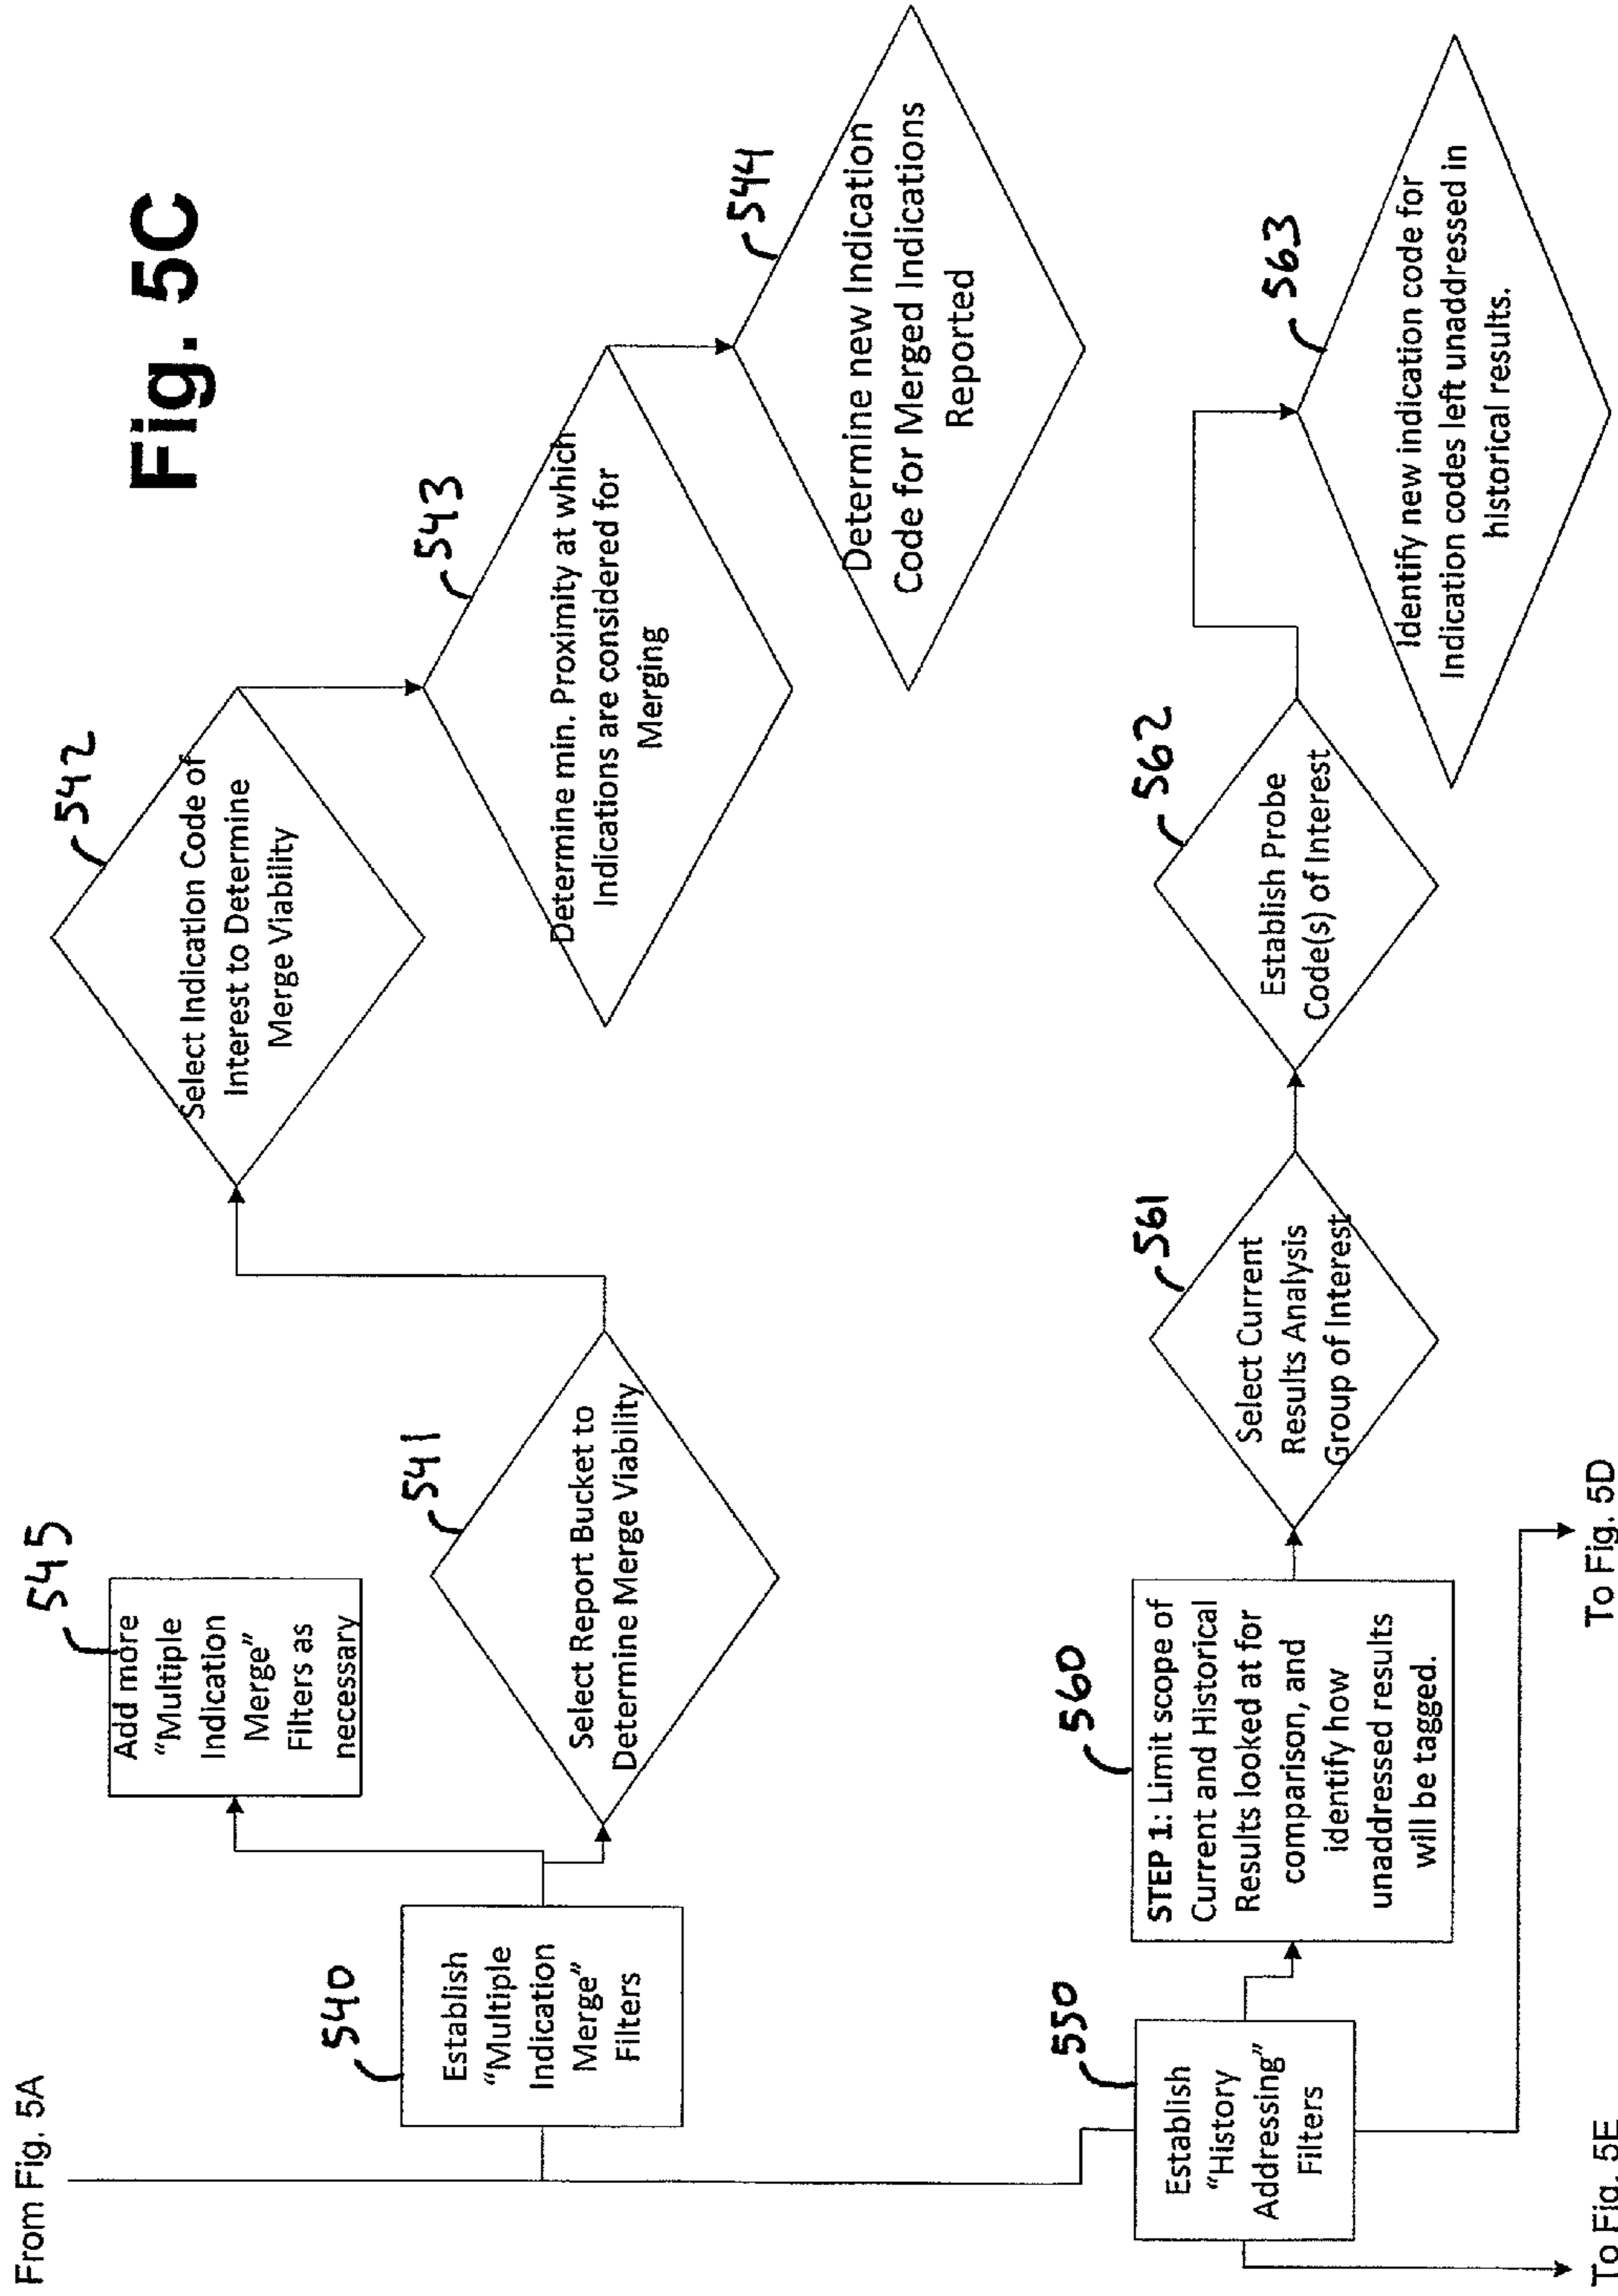 Fig. 5C
From Fig. 5A
545
Add more
“Multiple
Indication
Merge”
Filters as
necessary
540
Establish
“Multiple
Indication
Merge”
Filters
541
Select Report Bucket to
Determine Merge Viability
542
Select Indication Code of
Interest to Determine
Merge Viability
543
Determine min. Proximity at which
Indications are considered for
Merging
544
Determine new Indication
Code for Merged Indications
Reported
550
Establish
“History
Addressing”
Filters
560
STEP 1: Limit scope of
Current and Historical
Results looked at for
comparison, and
identify how
unaddressed results
will be tagged.
561
Select Current
Results Analysis
Group of Interest
562
Establish Probe
Code(s) of Interest
563
Identify new indication code for
Indication codes left unaddressed in
historical results.
To Fig. 5E
To Fig. 5D